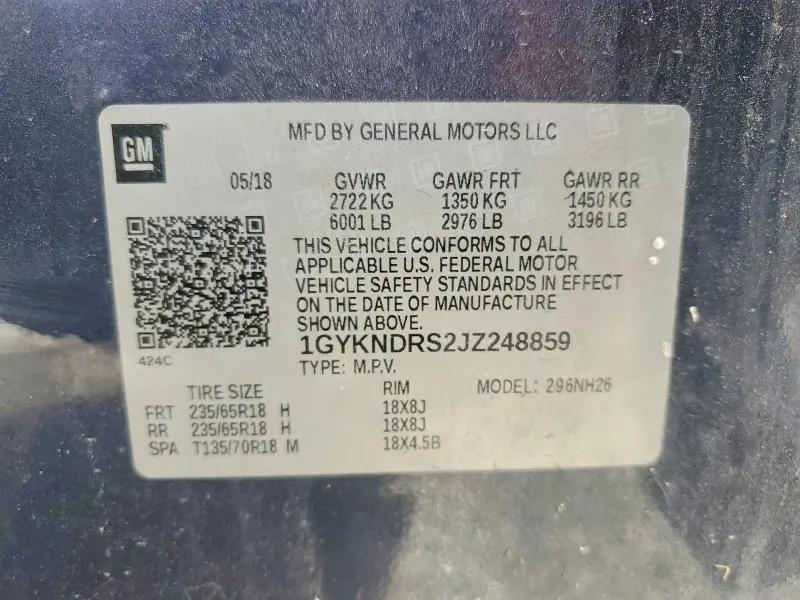 GM
MFD BY GENERAL MOTORS LLC
05/18 GVWR GAWR FRT GAWR RR
2722 KG 1350 KG 1450 KG
6001 LB 2976 LB 3196 LB
THIS VEHICLE CONFORMS TO ALL
APPLICABLE U.S. FEDERAL MOTOR
VEHICLE SAFETY STANDARDS IN EFFECT
ON THE DATE OF MANUFACTURE
SHOWN ABOVE.
1GYKNDRS2JZ248859
424C
TYPE: M.P.V.
TIRE SIZE RIM MODEL: 296NH26
FRT 235/65R18 H 18X8J
RR 235/65R18 H 18X8J
SPA T135/70R18 M 18X4.5B